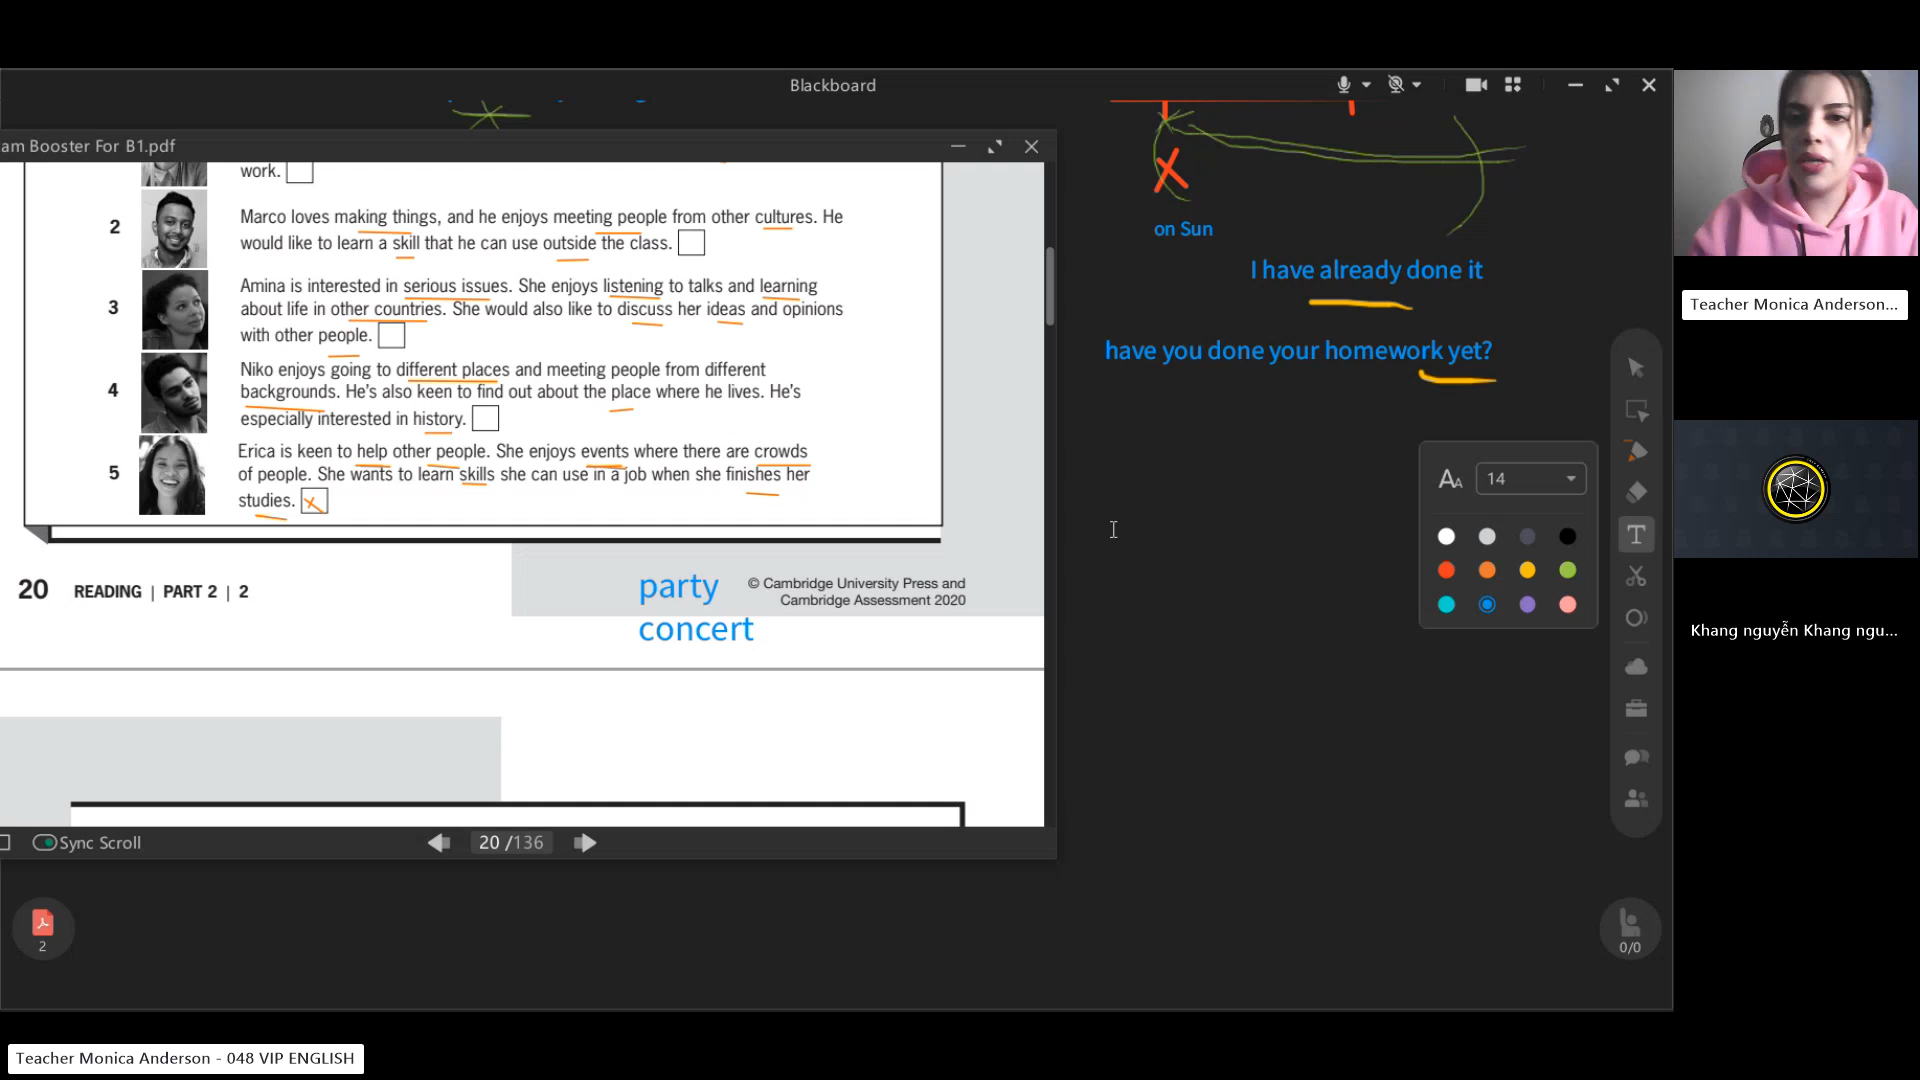 Blackboard
am Booster For B1.pdf
work.
2
Marco loves making things, and he enjoys meeting people from other cultures. He
would like to learn a skill that he can use outside the class.
3
Amina is interested in serious issues. She enjoys listening to talks and learning
about life in other countries. She would also like to discuss her ideas and opinions
with other people.
4
Niko enjoys going to different places and meeting people from different
backgrounds. He's also keen to find out about the place where he lives. He's
especially interested in history.
5
Erica is keen to help other people. She enjoys events where there are crowds
of people. She wants to learn skills she can use in a job when she finishes her
studies.
20 READING | PART 2 | 2
party
concert
© Cambridge University Press and
Cambridge Assessment 2020
Sync Scroll
20 /136
2
on Sun
I have already done it
have you done your homework yet?
14
0/0
Teacher Monica Anderson...
Khang nguyễn Khang ngu...
Teacher Monica Anderson - 048 VIP ENGLISH